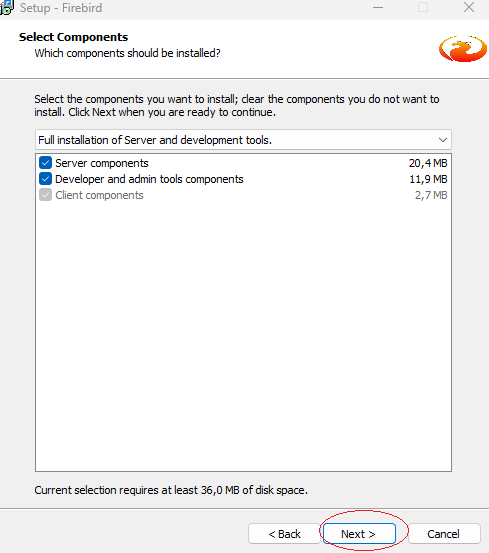 Setup - Firebird
Select Components
Which components should be installed?
Select the components you want to install; clear the components you do not want to
install. Click Next when you are ready to continue.
Full installation of Server and development tools.
Server components 20,4 MB
Developer and admin tools components 11,9 MB
Client components 2,7 MB
Current selection requires at least 36,0 MB of disk space.
< Back Next > Cancel